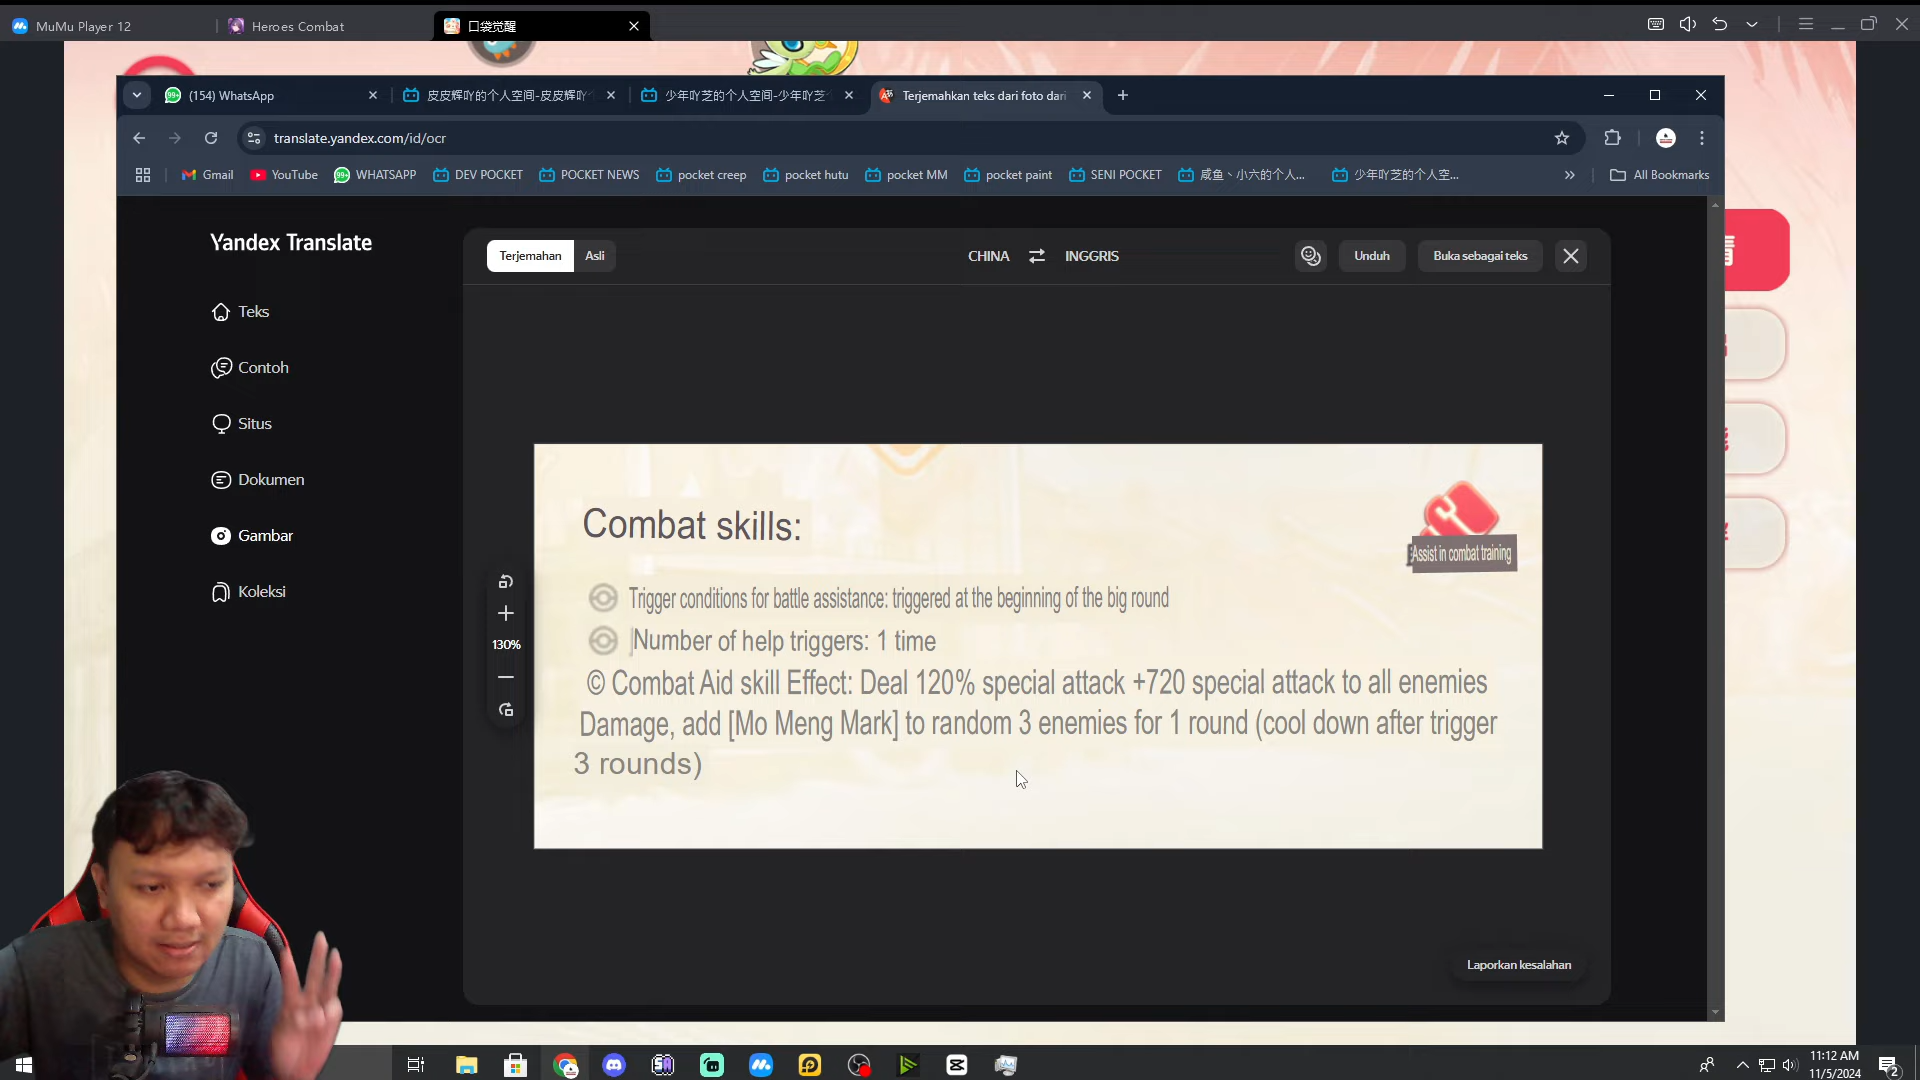 MuMu Player 12
Heroes Combat
口袋觉醒
(154) WhatsApp
皮皮辉吖的个人空间-皮皮辉吖
少年吖芝的个人空间-少年吖芝
Terjemahkan teks dari foto dari
translate.yandex.com/id/ocr
Gmail
YouTube
WHATSAPP
DEV POCKET
POCKET NEWS
pocket creep
pocket hutu
pocket MM
pocket paint
SENI POCKET
咸鱼丶小六的个人...
少年吖芝的个人空...
All Bookmarks
Yandex Translate
Terjemahan
Asli
CHINA
INGGRIS
Unduh
Buka sebagai teks
Teks
Contoh
Situs
Dokumen
Gambar
Koleksi
130%
Combat skills:
Assist in combat training
Trigger conditions for battle assistance: triggered at the beginning of the big round
Number of help triggers: 1 time
© Combat Aid skill Effect: Deal 120% special attack +720 special attack to all enemies
Damage, add [Mo Meng Mark] to random 3 enemies for 1 round (cool down after trigger
3 rounds)
Laporkan kesalahan
11:12 AM
11/5/2024
2